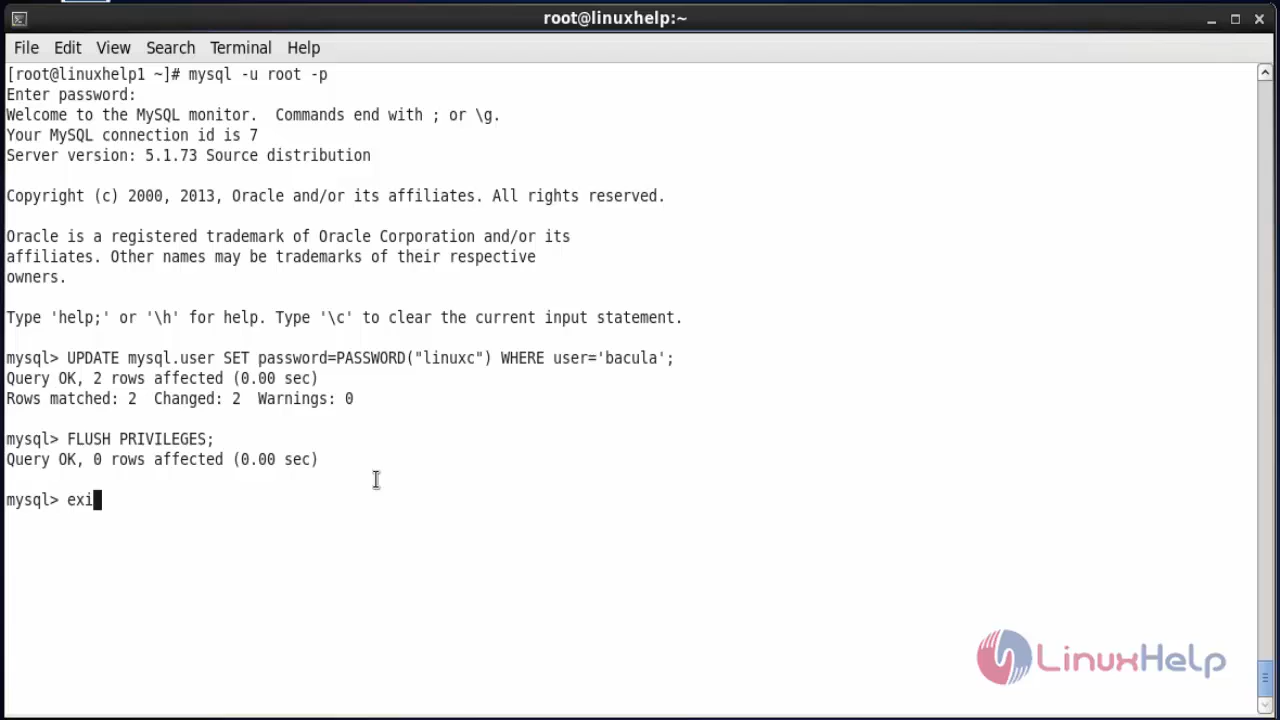 root@linuxhelp:~
File Edit View Search Terminal Help
[root@linuxhelp1 ~]# mysql -u root -p
Enter password:
Welcome to the MySQL monitor.  Commands end with ; or \g.
Your MySQL connection id is 7
Server version: 5.1.73 Source distribution
Copyright (c) 2000, 2013, Oracle and/or its affiliates. All rights reserved.
Oracle is a registered trademark of Oracle Corporation and/or its
affiliates. Other names may be trademarks of their respective
owners.
Type 'help;' or '\h' for help. Type '\c' to clear the current input statement.
mysql> UPDATE mysql.user SET password=PASSWORD("linuxc") WHERE user='bacula';
Query OK, 2 rows affected (0.00 sec)
Rows matched: 2  Changed: 2  Warnings: 0
mysql> FLUSH PRIVILEGES;
Query OK, 0 rows affected (0.00 sec)
mysql> exi
LinuxHelp